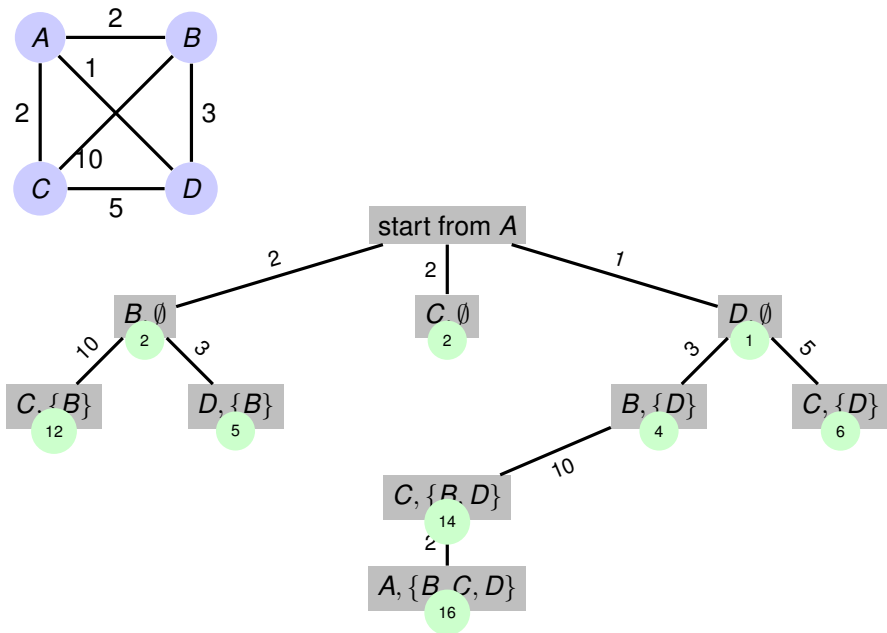 A 2 B
1
2 3
10
C D
5
start from A
2 2 1
B, ∅ C, ∅ D, ∅
2 2 1
10 3 3 5
C, {B} D, {B} B, {D} C, {D}
12 5 4 6
10
C, {B, D}
14
2
A, {B, C, D}
16